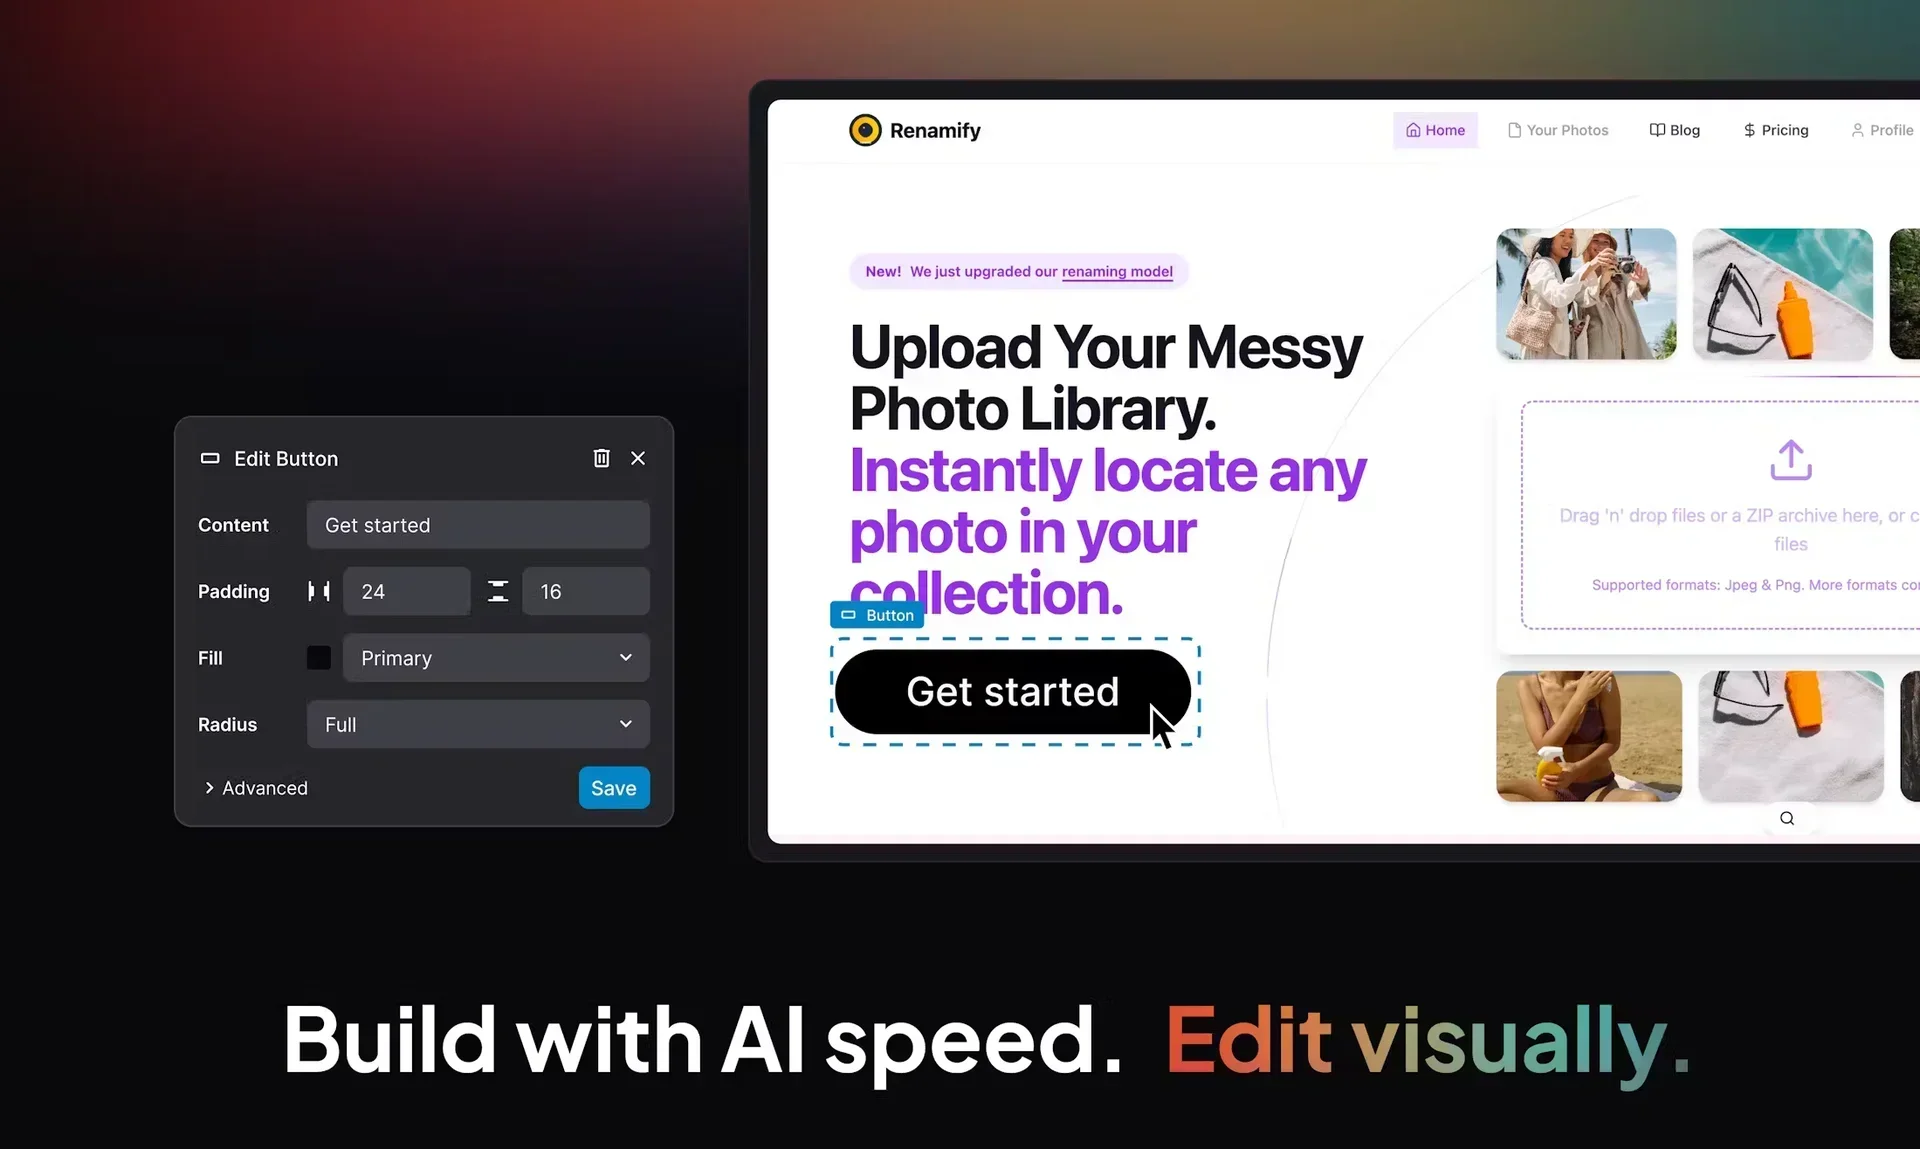 Renamify
Home
Your Photos
Blog
Pricing
Profile
New! We just upgraded our renaming model
Upload Your Messy
Photo Library.
Instantly locate any
photo in your
collection.
Button
Get started
Drag 'n' drop files or a ZIP archive here, or
files
Supported formats: Jpeg & Png. More formats
Edit Button
Content
Get started
Padding
24
16
Fill
Primary
Radius
Full
Advanced
Save
Build with AI speed. Edit visually.